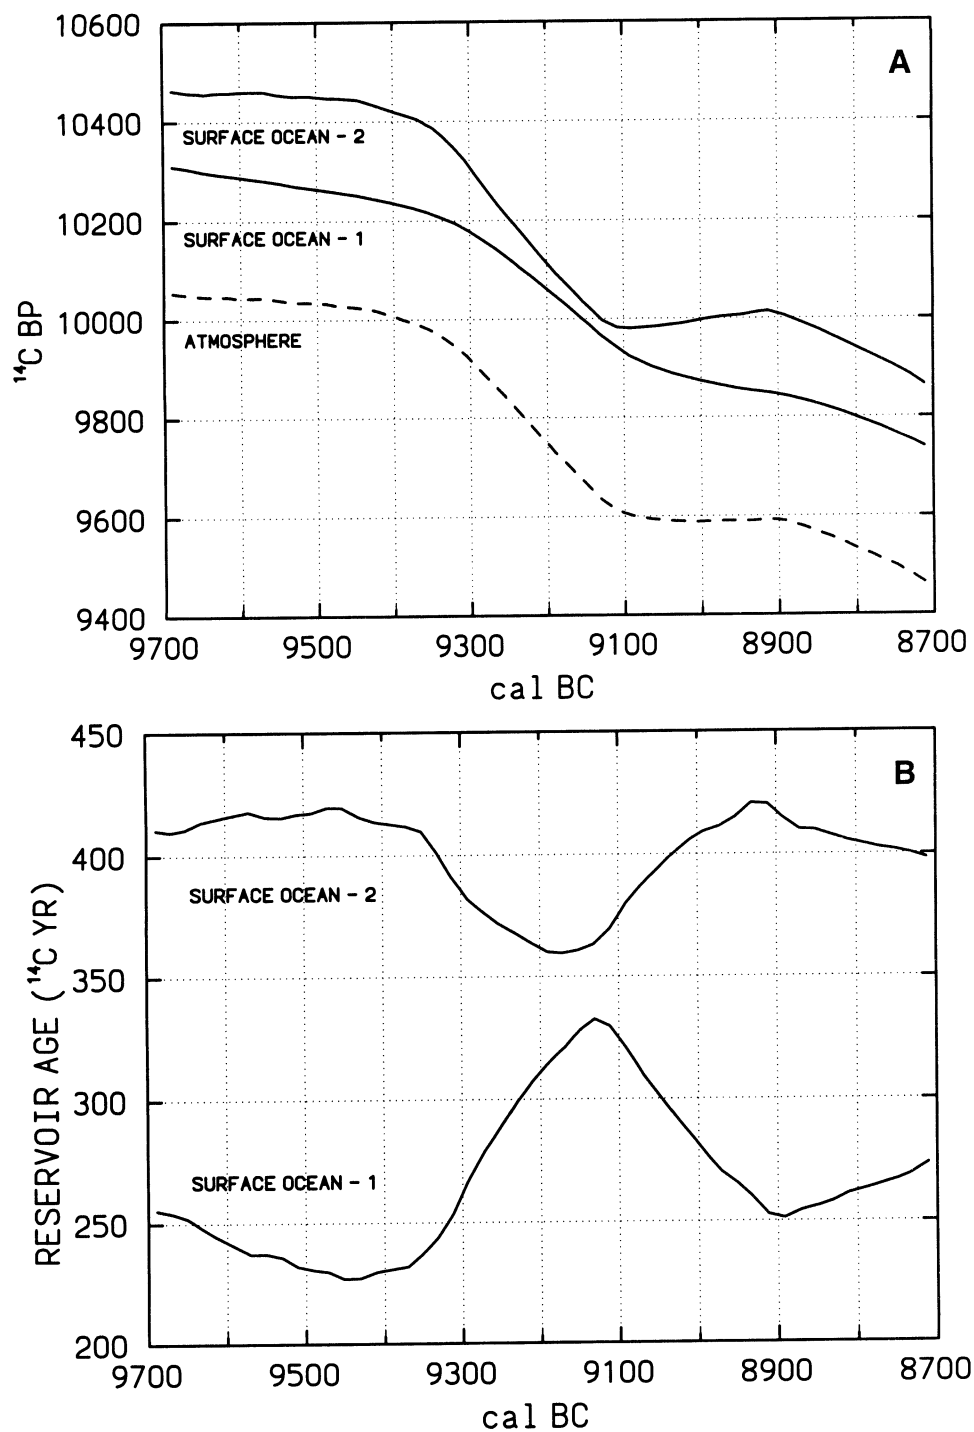 10600
A
10400
SURFACE OCEAN - 2
10200
SURFACE OCEAN - 1
¹⁴C BP
10000
ATMOSPHERE
9800
9600
9400
9700 9500 9300 9100 8900 8700
cal BC
450
B
400
SURFACE OCEAN - 2
RESERVOIR AGE (¹⁴C YR)
350
300
SURFACE OCEAN - 1
250
200
9700 9500 9300 9100 8900 8700
cal BC